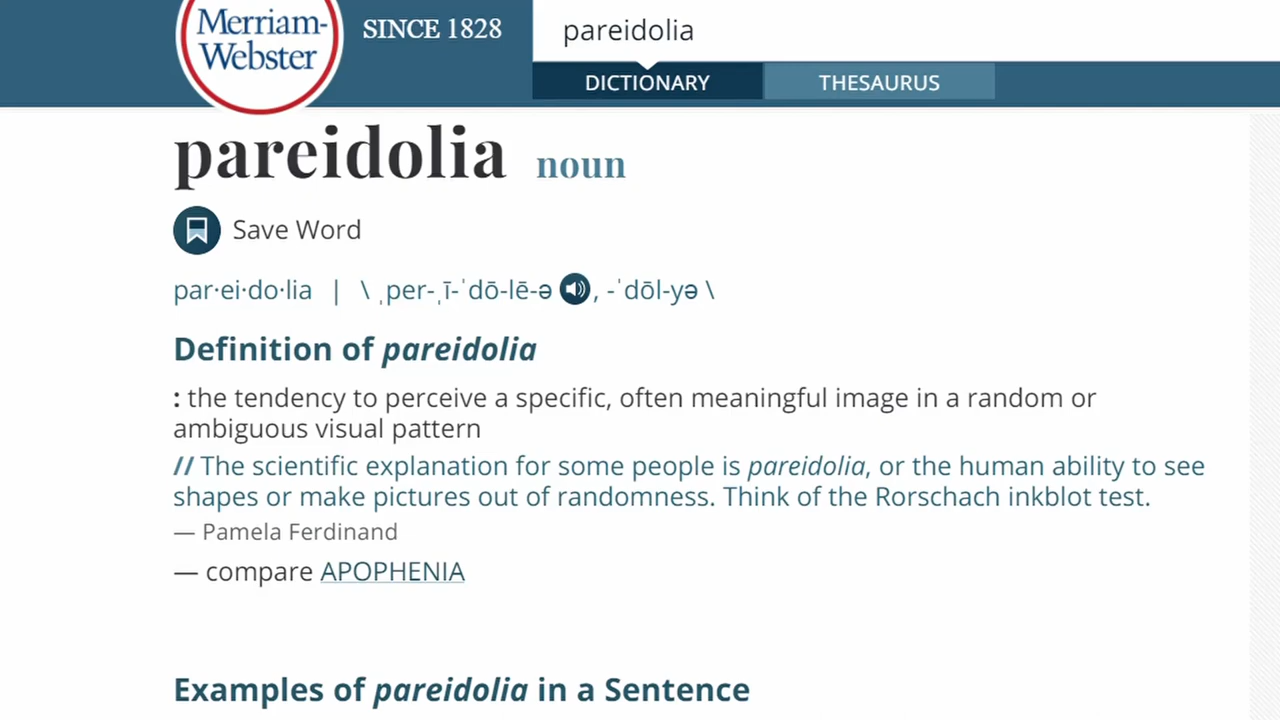 Merriam-
Webster
SINCE 1828
pareidolia
DICTIONARY
THESAURUS
pareidolia noun
Save Word
par·ei·do·lia | \ ˌper-ˌī-ˈdō-lē-ə , -ˈdōl-yə \
Definition of pareidolia
: the tendency to perceive a specific, often meaningful image in a random or
ambiguous visual pattern
// The scientific explanation for some people is pareidolia, or the human ability to see
shapes or make pictures out of randomness. Think of the Rorschach inkblot test.
— Pamela Ferdinand
— compare APOPHENIA
Examples of pareidolia in a Sentence